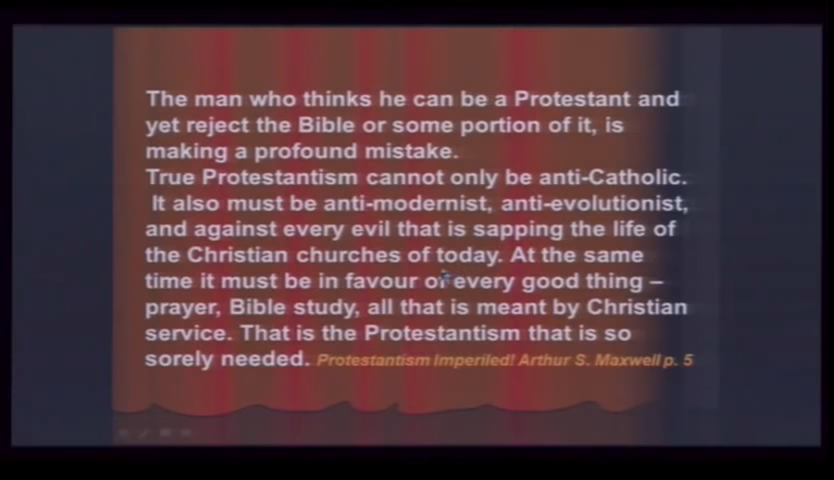 The man who thinks he can be a Protestant and
yet reject the Bible or some portion of it, is
making a profound mistake.
True Protestantism cannot only be anti-Catholic.
It also must be anti-modernist, anti-evolutionist,
and against every evil that is sapping the life of
the Christian churches of today. At the same
time it must be in favour of every good thing –
prayer, Bible study, all that is meant by Christian
service. That is the Protestantism that is so
sorely needed. Protestantism Imperiled! Arthur S. Maxwell p. 5